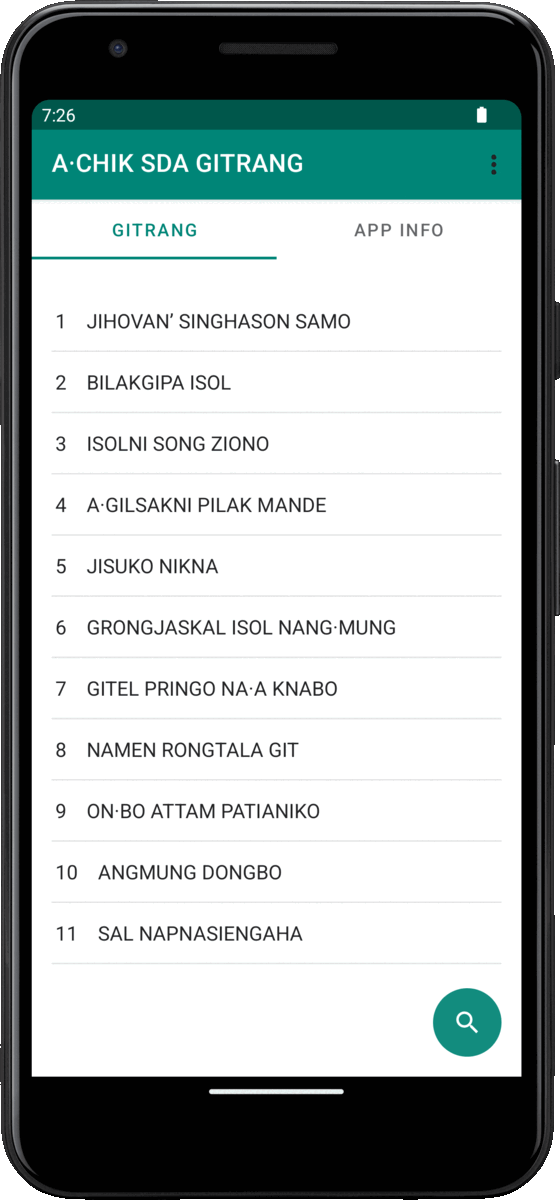 7:26
A·CHIK SDA GITRANG
GITRANG APP INFO
1 JIHOVAN’ SINGHASON SAMO
2 BILAKGIPA ISOL
3 ISOLNI SONG ZIONO
4 A·GILSAKNI PILAK MANDE
5 JISUKO NIKNA
6 GRONGJASKAL ISOL NANG·MUNG
7 GITEL PRINGO NA·A KNABO
8 NAMEN RONGTALA GIT
9 ON·BO ATTAM PATIANIKO
10 ANGMUNG DONGBO
11 SAL NAPNASIENGAHA